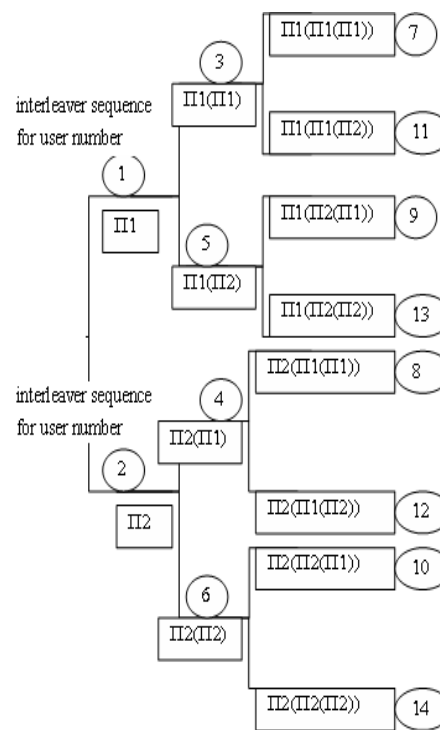 Π1(Π1(Π1))
7
3
Π1(Π1)
interleaver sequence
for user number
Π1(Π1(Π2))
11
1
Π1
Π1(Π2(Π1))
9
5
Π1(Π2)
Π1(Π2(Π2))
13
Π2(Π1(Π1))
8
interleaver sequence
for user number
4
Π2(Π1)
2
Π2
Π2(Π1(Π2))
12
Π2(Π2(Π1))
10
6
Π2(Π2)
Π2(Π2(Π2))
14